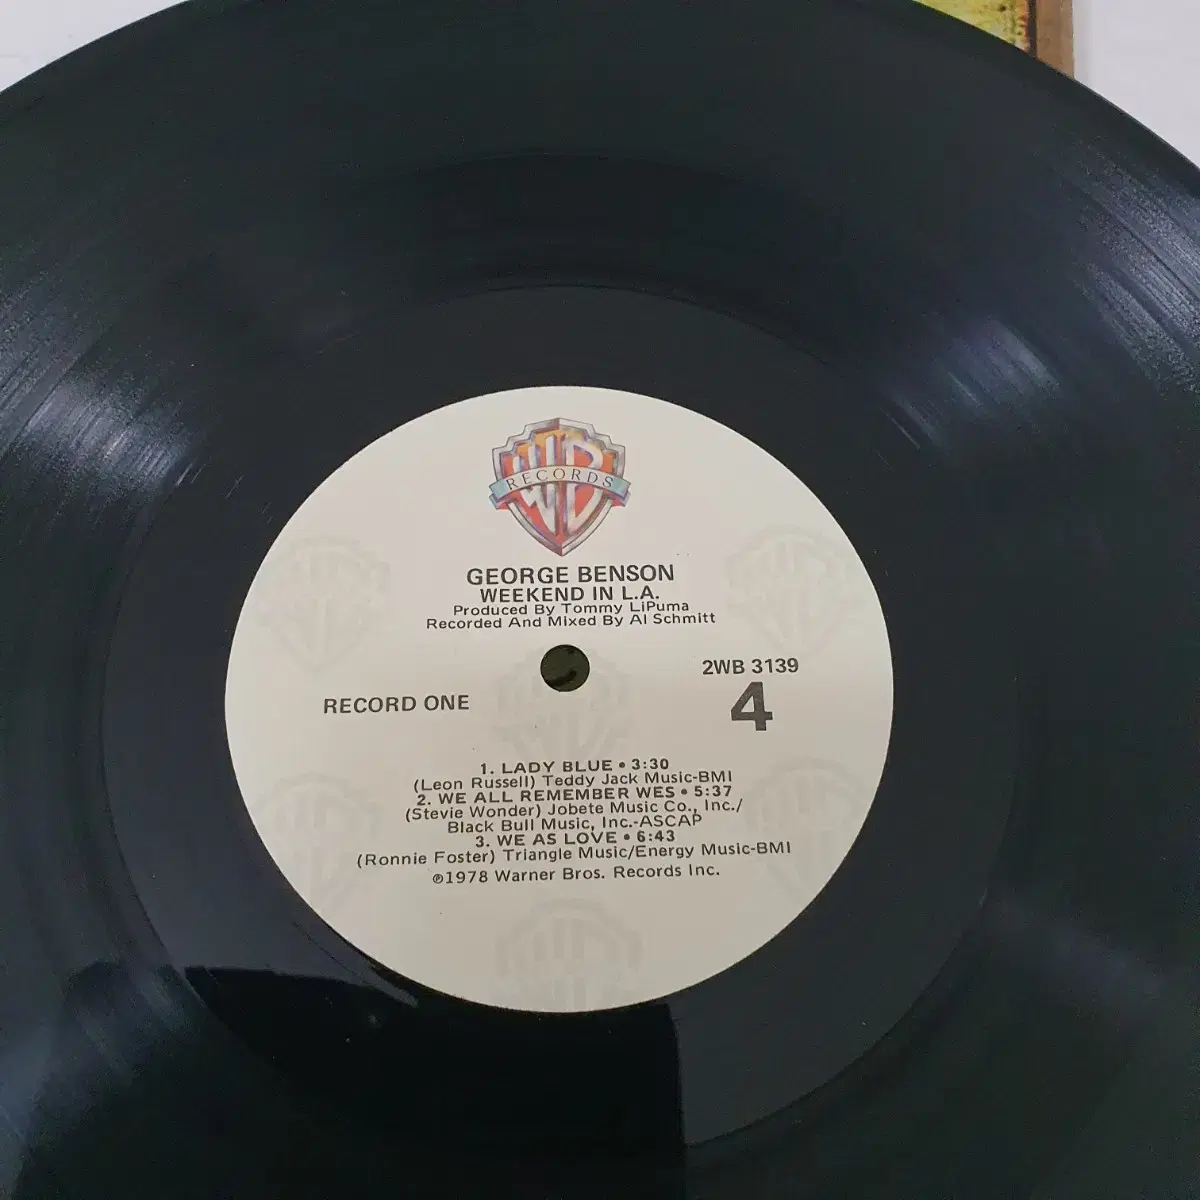 WB
RECORDS
GEORGE BENSON
WEEKEND IN L.A.
Produced By Tommy LiPuma
Recorded And Mixed By Al Schmitt
2WB 3139
RECORD ONE
4
1. LADY BLUE • 3:30
(Leon Russell) Teddy Jack Music-BMI
2. WE ALL REMEMBER WES • 5:37
(Stevie Wonder) Jobete Music Co., Inc./
Black Bull Music, Inc.-ASCAP
3. WE AS LOVE • 6:43
(Ronnie Foster) Triangle Music/Energy Music-BMI
℗1978 Warner Bros. Records Inc.